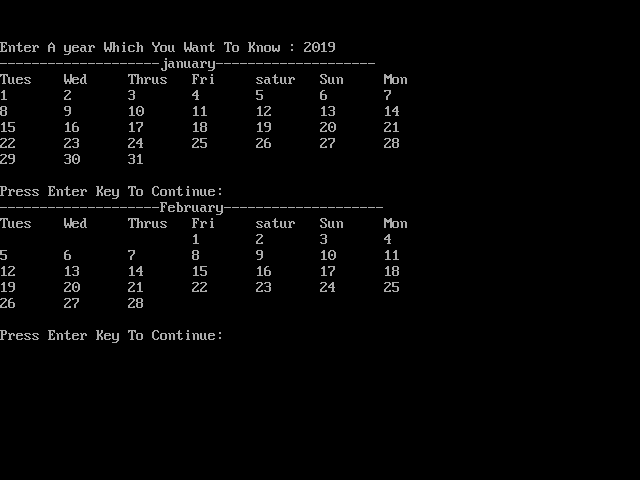 Enter A year Which You Want To Know : 2019
--------------------january--------------------
Tues Wed Thrus Fri satur Sun Mon
1 2 3 4 5 6 7
8 9 10 11 12 13 14
15 16 17 18 19 20 21
22 23 24 25 26 27 28
29 30 31
Press Enter Key To Continue:
--------------------February--------------------
Tues Wed Thrus Fri satur Sun Mon
1 2 3 4
5 6 7 8 9 10 11
12 13 14 15 16 17 18
19 20 21 22 23 24 25
26 27 28
Press Enter Key To Continue: